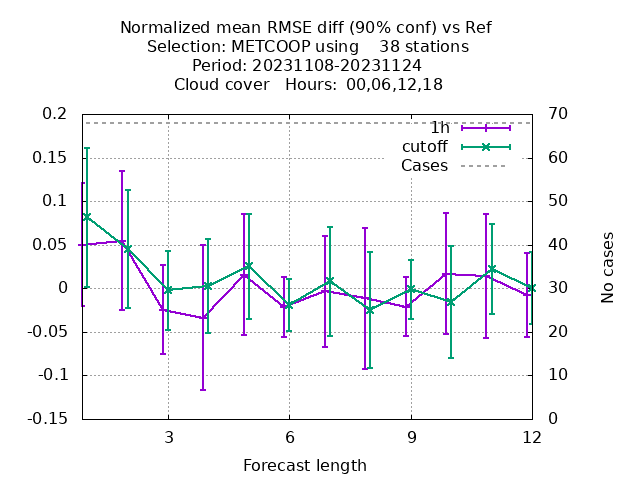 Normalized mean RMSE diff (90% conf) vs Ref
Selection: METCOOP using    38 stations
Period: 20231108-20231124
Cloud cover   Hours:  00,06,12,18
0.2
0.15
0.1
0.05
0
-0.05
-0.1
-0.15
70
60
50
40
30
20
10
0
1h
cutoff
Cases
No cases
3
6
9
12
Forecast length